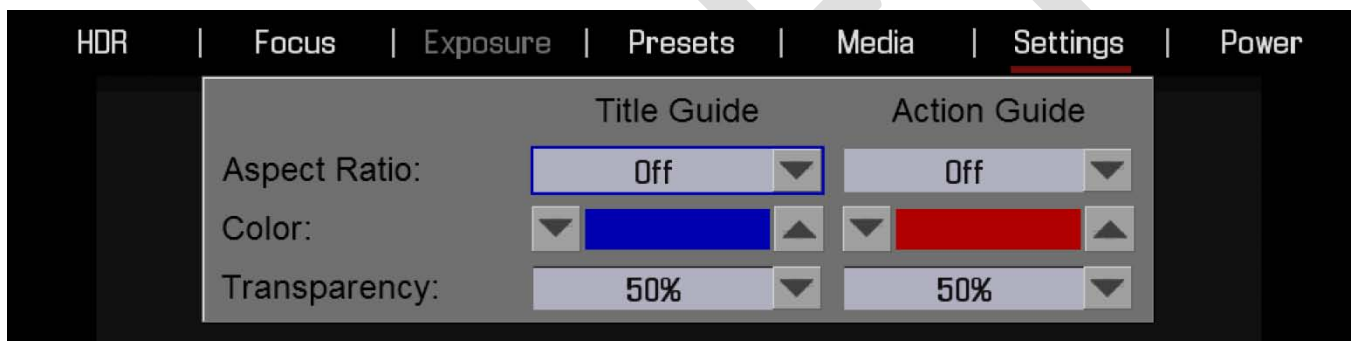 HDR | Focus | Exposure | Presets | Media | Settings | Power
Title Guide Action Guide
Aspect Ratio: Off Off
Color:
Transparency: 50% 50%